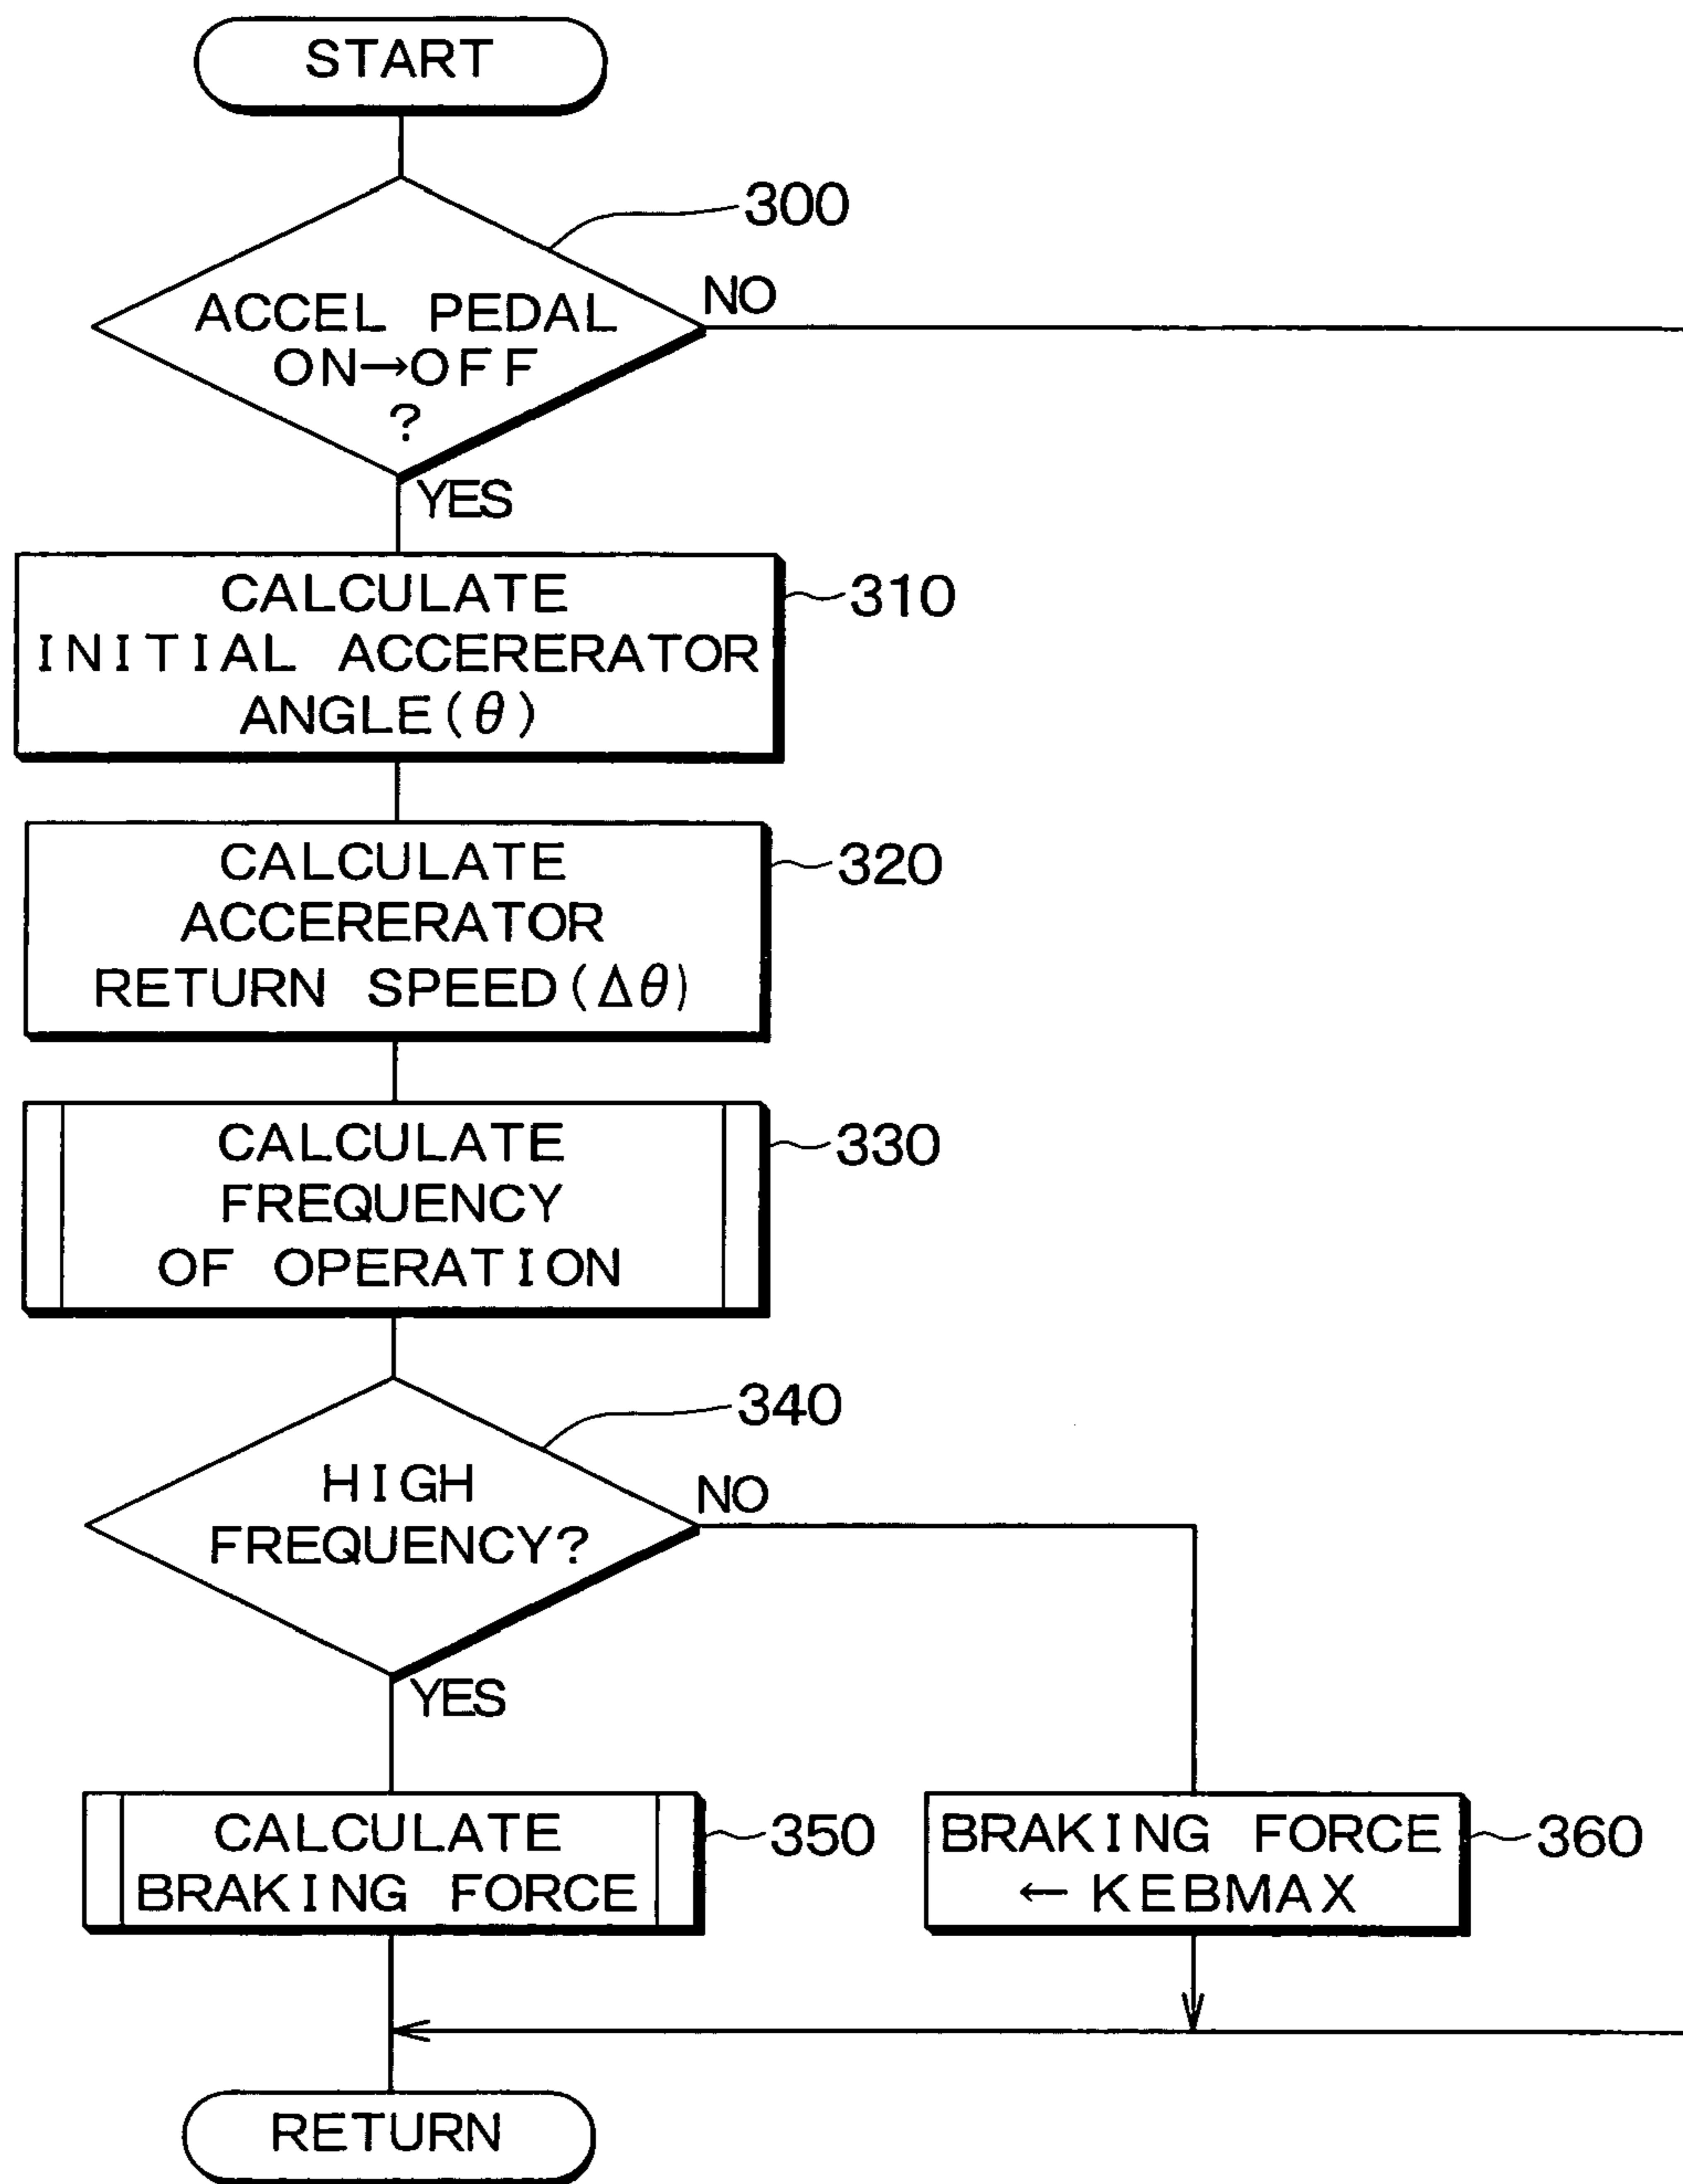 START
300
NO
ACCEL PEDAL
ON→OFF
?
YES
CALCULATE
INITIAL ACCERERATOR
ANGLE(θ)
310
CALCULATE
ACCERERATOR
RETURN SPEED(Δθ)
320
CALCULATE
FREQUENCY
OF OPERATION
330
340
HIGH
FREQUENCY?
NO
YES
CALCULATE
BRAKING FORCE
350
BRAKING FORCE
← KEBMAX
360
RETURN